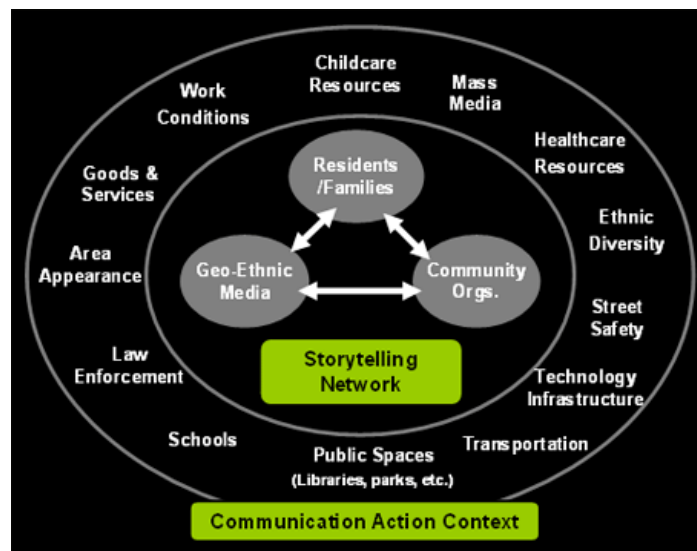 Childcare
Resources
Mass
Media
Work
Conditions
Healthcare
Resources
Residents
/Families
Goods &
Services
Ethnic
Diversity
Area
Appearance
Geo-Ethnic
Media
Community
Orgs.
Street
Safety
Storytelling
Network
Law
Enforcement
Technology
Infrastructure
Schools
Public Spaces
(Libraries, parks, etc.)
Transportation
Communication Action Context